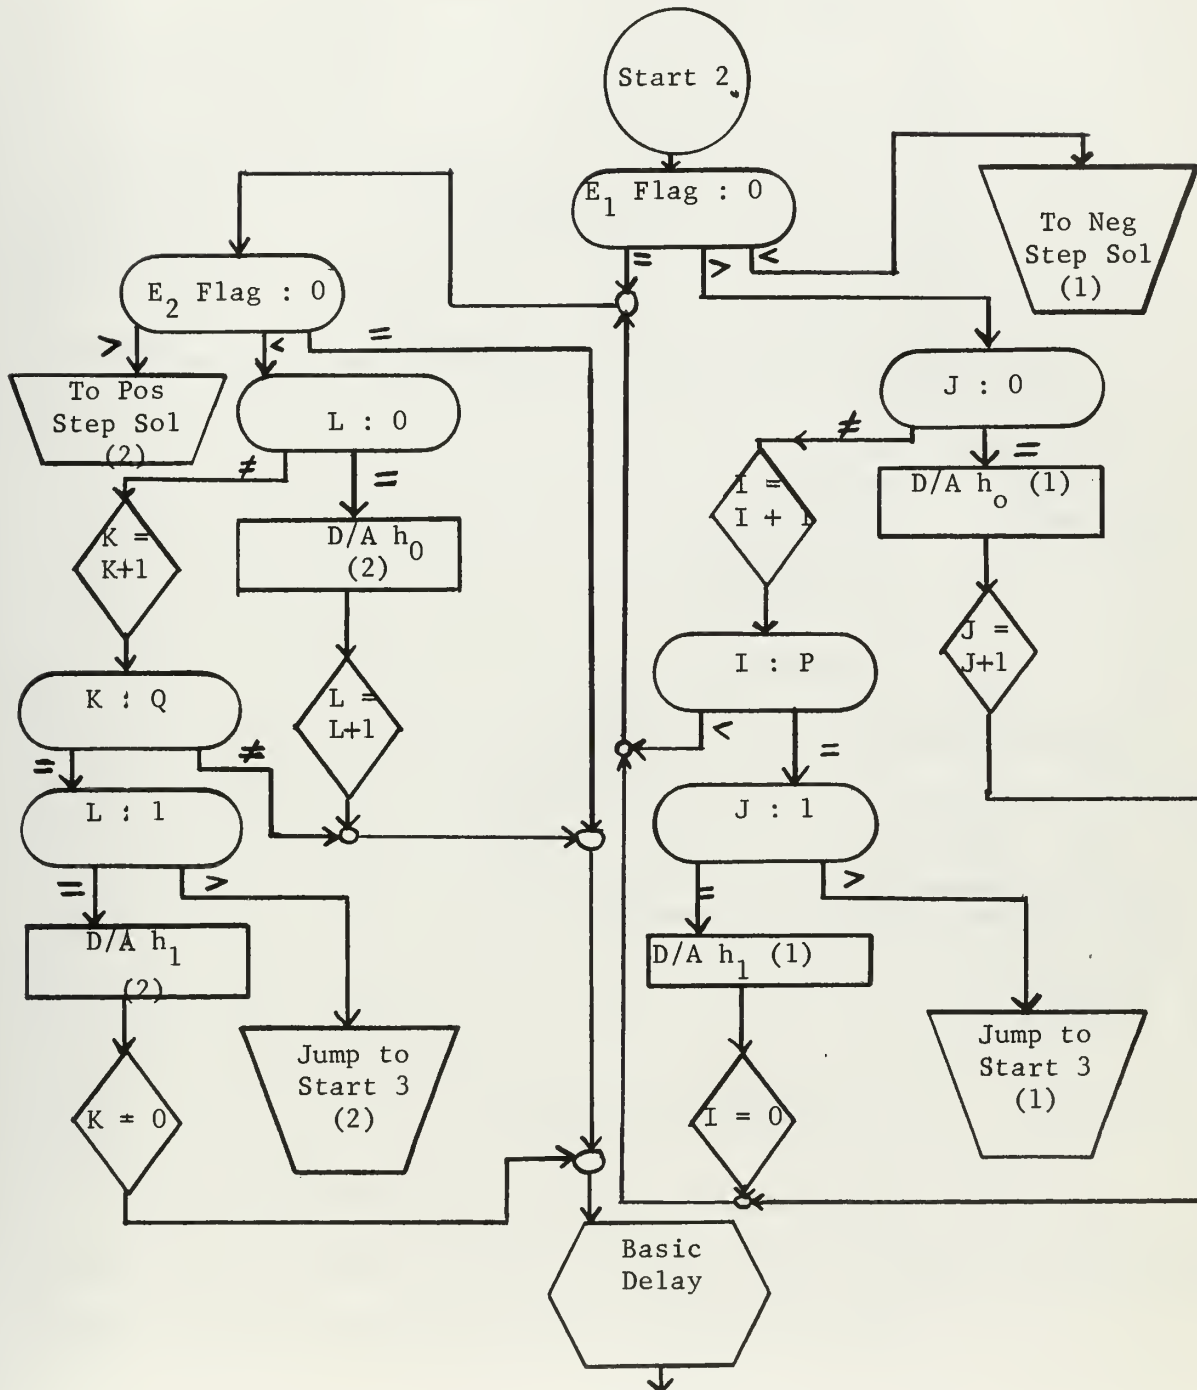 Start 2.
E1 Flag : 0
= > <
To Neg
Step Sol
(1)
E2 Flag : 0
> < =
To Pos
Step Sol
(2)
L : 0
≠ =
K =
K+1
D/A h0
(2)
L =
L+1
K : Q
= ≠
L : 1
= >
D/A h1
(2)
K = 0
Jump to
Start 3
(2)
J : 0
≠ =
I =
I + 1
D/A ho (1)
J =
J+1
I : P
< =
J : 1
= >
D/A h1 (1)
I = 0
Jump to
Start 3
(1)
Basic
Delay